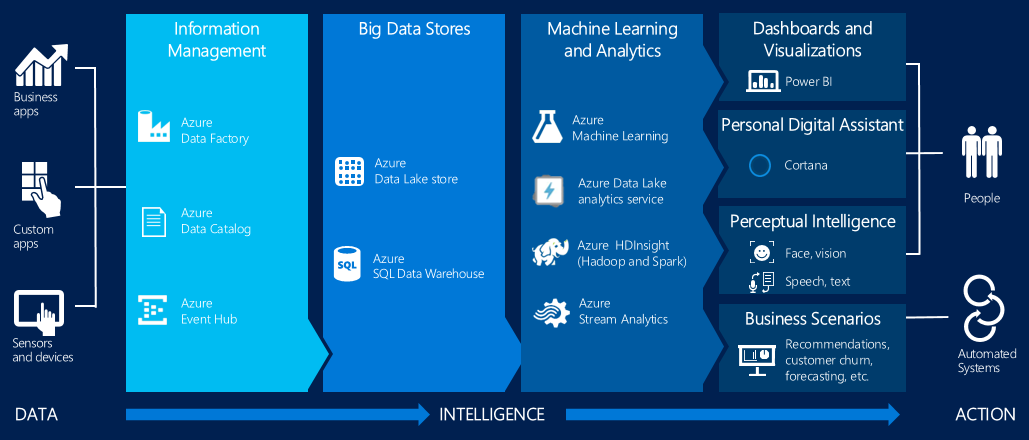 Business
apps
Custom
apps
Sensors
and devices
Information
Management
Azure
Data Factory
Azure
Data Catalog
Azure
Event Hub
Big Data Stores
Azure
Data Lake store
SQL
Azure
SQL Data Warehouse
Machine Learning
and Analytics
Azure
Machine Learning
Azure Data Lake
analytics service
Azure HDInsight
(Hadoop and Spark)
Azure
Stream Analytics
Dashboards and
Visualizations
Power BI
Personal Digital Assistant
Cortana
Perceptual Intelligence
Face, vision
Speech, text
Business Scenarios
Recommendations,
customer churn,
forecasting, etc.
People
Automated
Systems
DATA
INTELLIGENCE
ACTION